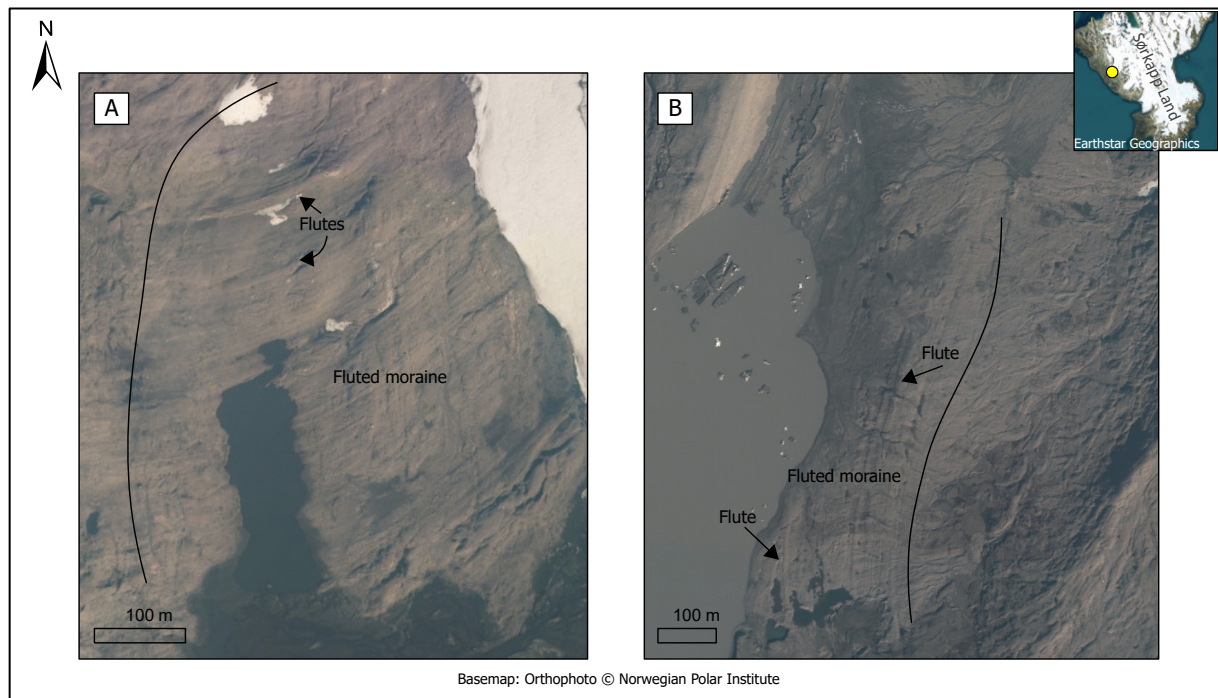 N
A
Flutes
Fluted moraine
100 m
B
Flute
Fluted moraine
Flute
100 m
Sørkapp Land
Earthstar Geographics
Basemap: Orthophoto © Norwegian Polar Institute